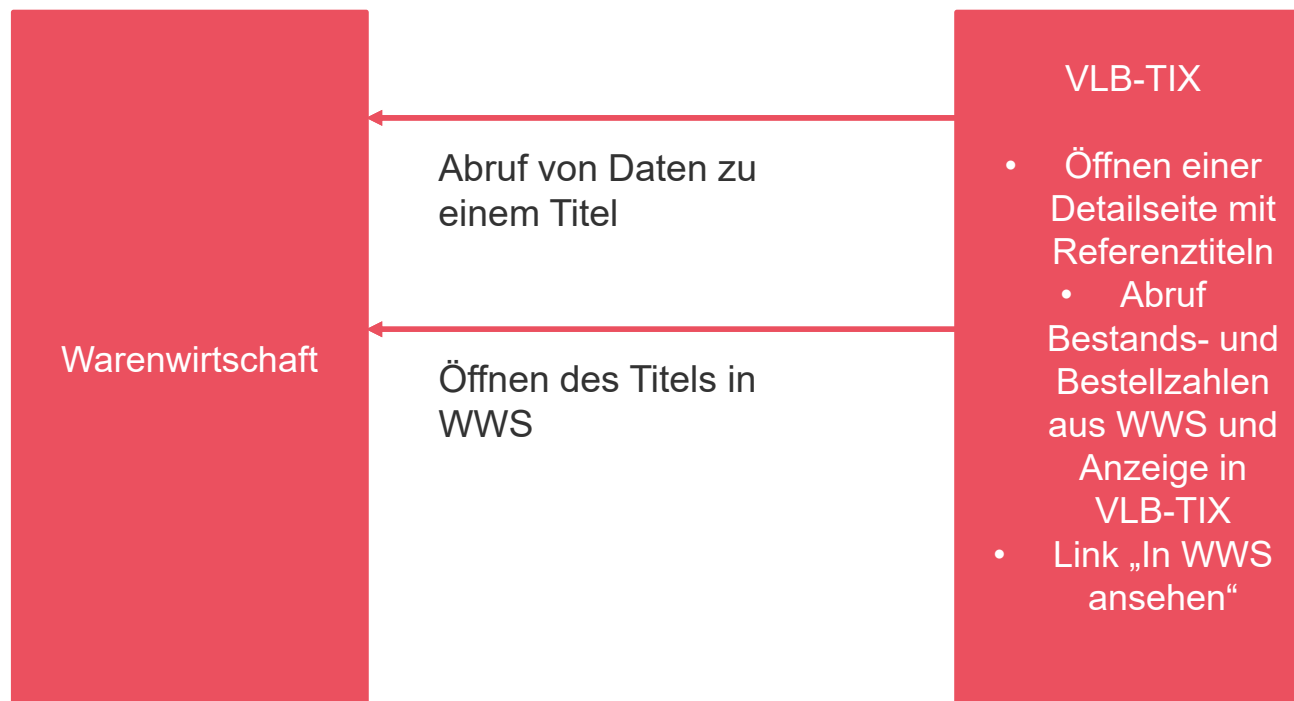 Warenwirtschaft
Abruf von Daten zu
einem Titel
Öffnen des Titels in
WWS
VLB-TIX
• Öffnen einer
Detailseite mit
Referenztiteln
• Abruf
Bestands- und
Bestellzahlen
aus WWS und
Anzeige in
VLB-TIX
• Link „In WWS
ansehen“